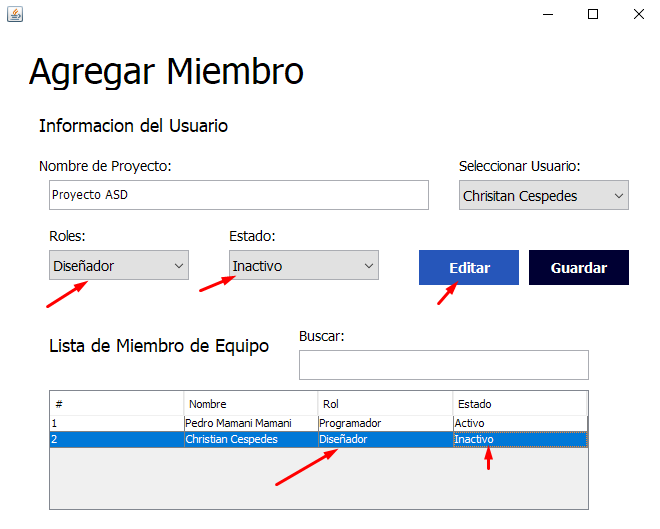 Agregar Miembro
Informacion del Usuario
Nombre de Proyecto: Seleccionar Usuario:
Proyecto ASD Chrisitan Cespedes
Roles: Estado:
Diseñador Inactivo Editar Guardar
Buscar:
Lista de Miembro de Equipo
# Nombre Rol Estado
1 Pedro Mamani Mamani Programador Activo
2 Christian Cespedes Diseñador Inactivo